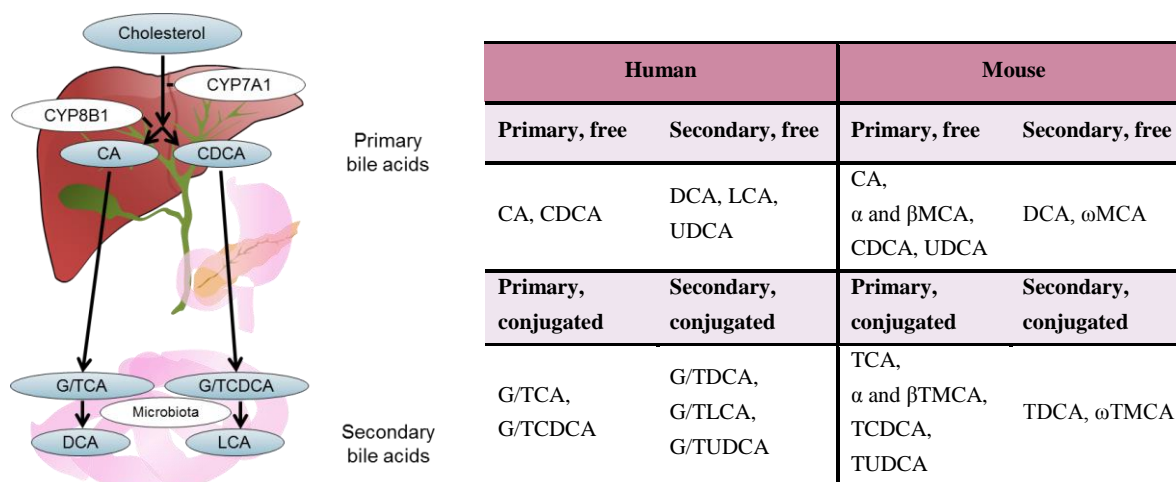 Cholesterol
CYP7A1
CYP8B1
CA
CDCA
Primary
bile acids
G/TCA
G/TCDCA
Microbiota
DCA
LCA
Secondary
bile acids
Human
Mouse
Primary, free
Secondary, free
Primary, free
Secondary, free
CA, CDCA
DCA, LCA,
UDCA
CA,
α and βMCA,
CDCA, UDCA
DCA, ωMCA
Primary,
conjugated
Secondary,
conjugated
Primary,
conjugated
Secondary,
conjugated
G/TCA,
G/TCDCA
G/TDCA,
G/TLCA,
G/TUDCA
TCA,
α and βTMCA,
TCDCA,
TUDCA
TDCA, ωTMCA